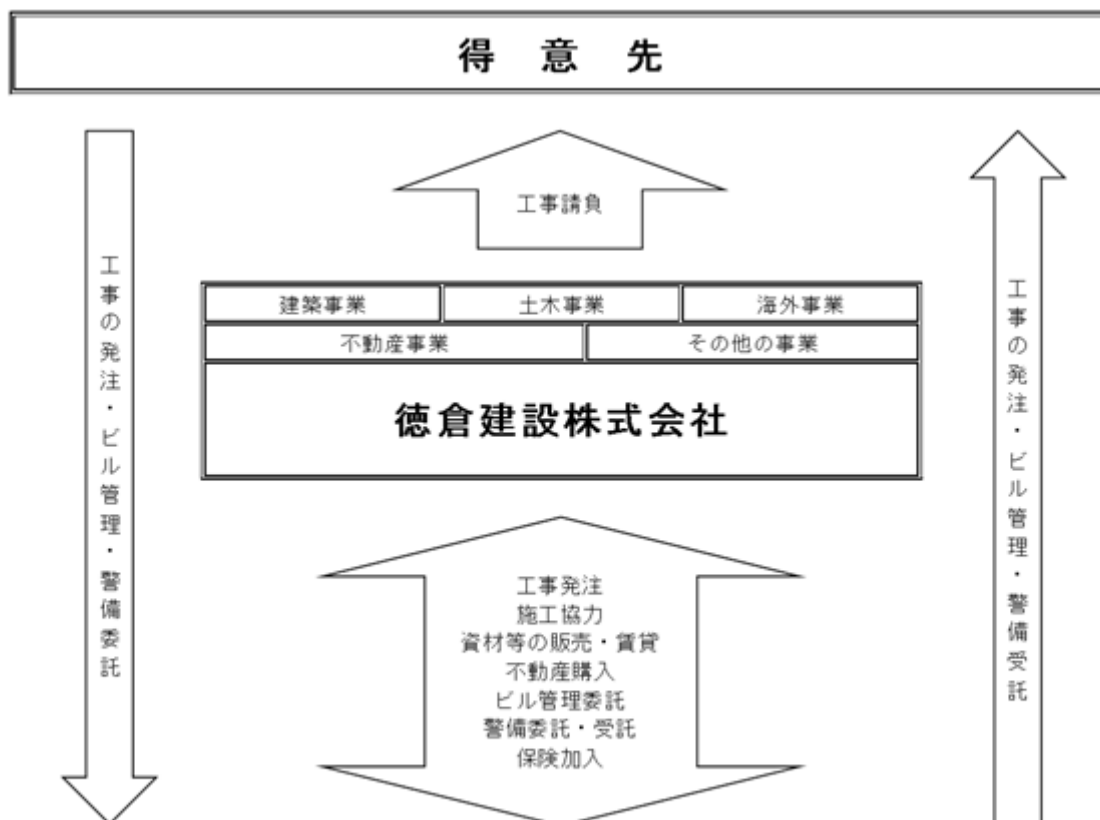 得意先
工事請負
建築事業
土木事業
海外事業
不動産事業
その他の事業
徳倉建設株式会社
工事の発注・ビル管理・警備委託
工事発注
施工協力
資材等の販売・賃貸
不動産購入
ビル管理委託
警備委託・受託
保険加入
工事の発注・ビル管理・警備受託